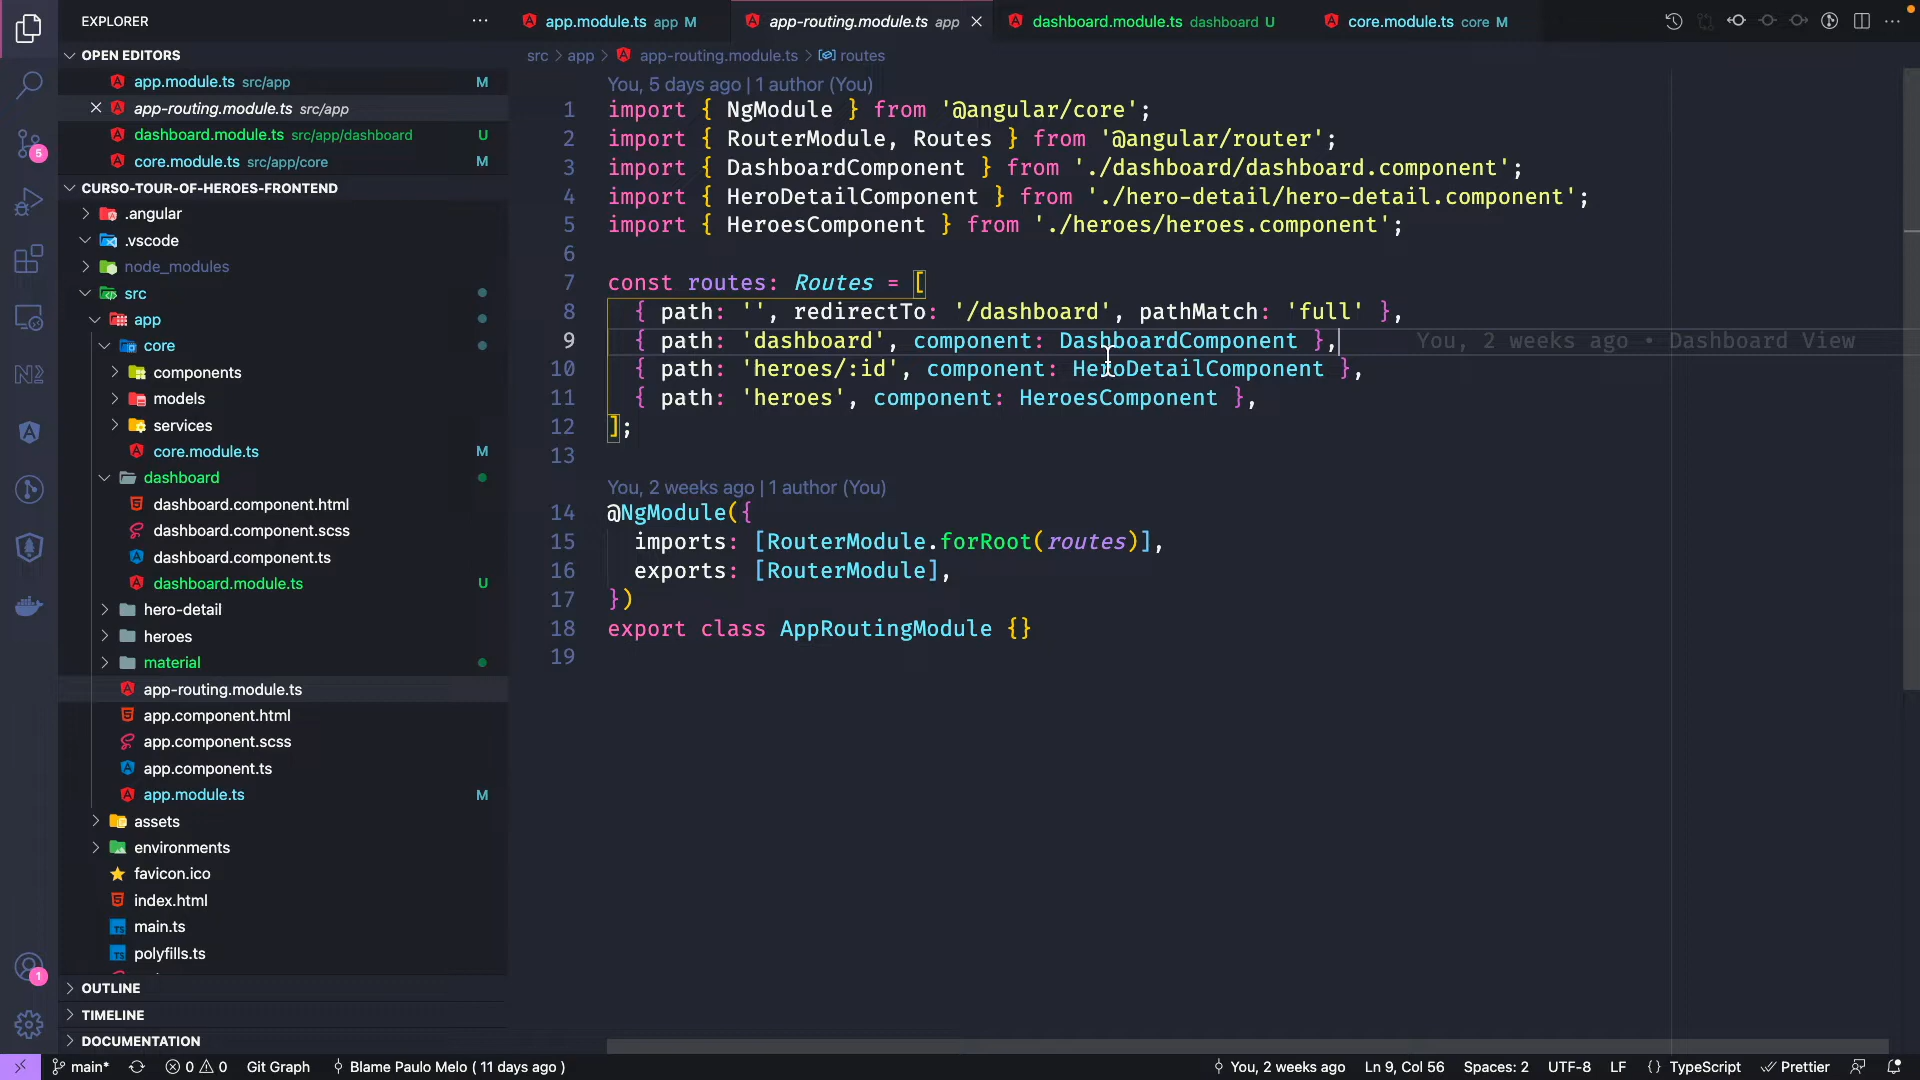 EXPLORER
OPEN EDITORS
app.module.ts src/app M
app-routing.module.ts src/app
dashboard.module.ts src/app/dashboard U
core.module.ts src/app/core M
CURSO-TOUR-OF-HEROES-FRONTEND
.angular
.vscode
node_modules
src
app
core
components
models
services
core.module.ts M
dashboard
dashboard.component.html
dashboard.component.scss
dashboard.component.ts
dashboard.module.ts U
hero-detail
heroes
material
app-routing.module.ts
app.component.html
app.component.scss
app.component.ts
app.module.ts M
assets
environments
favicon.ico
index.html
main.ts
polyfills.ts
OUTLINE
TIMELINE
DOCUMENTATION
5
1
app.module.ts app M
app-routing.module.ts app
dashboard.module.ts dashboard U
core.module.ts core M
src > app > app-routing.module.ts > routes
You, 5 days ago | 1 author (You)
1 import { NgModule } from '@angular/core';
2 import { RouterModule, Routes } from '@angular/router';
3 import { DashboardComponent } from './dashboard/dashboard.component';
4 import { HeroDetailComponent } from './hero-detail/hero-detail.component';
5 import { HeroesComponent } from './heroes/heroes.component';
6
7 const routes: Routes = [
8 { path: '', redirectTo: '/dashboard', pathMatch: 'full' },
9 { path: 'dashboard', component: DashboardComponent }, You, 2 weeks ago • Dashboard View
10 { path: 'heroes/:id', component: HeroDetailComponent },
11 { path: 'heroes', component: HeroesComponent },
12 ];
13
You, 2 weeks ago | 1 author (You)
14 @NgModule({
15 imports: [RouterModule.forRoot(routes)],
16 exports: [RouterModule],
17 })
18 export class AppRoutingModule {}
19
main* 0 0 Git Graph Blame Paulo Melo ( 11 days ago ) You, 2 weeks ago Ln 9, Col 56 Spaces: 2 UTF-8 LF {} TypeScript Prettier